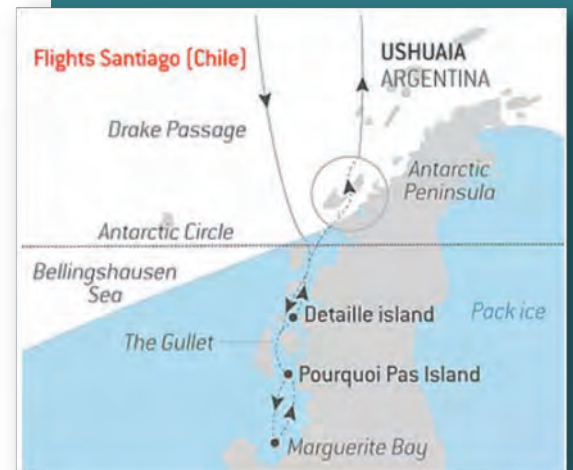 Flights Santiago (Chile)
USHUAIA
ARGENTINA
Drake Passage
Antarctic
Peninsula
Antarctic Circle
Bellingshausen
Sea
Detaille island
Pack ice
The Gullet
Pourquoi Pas Island
Marguerite Bay